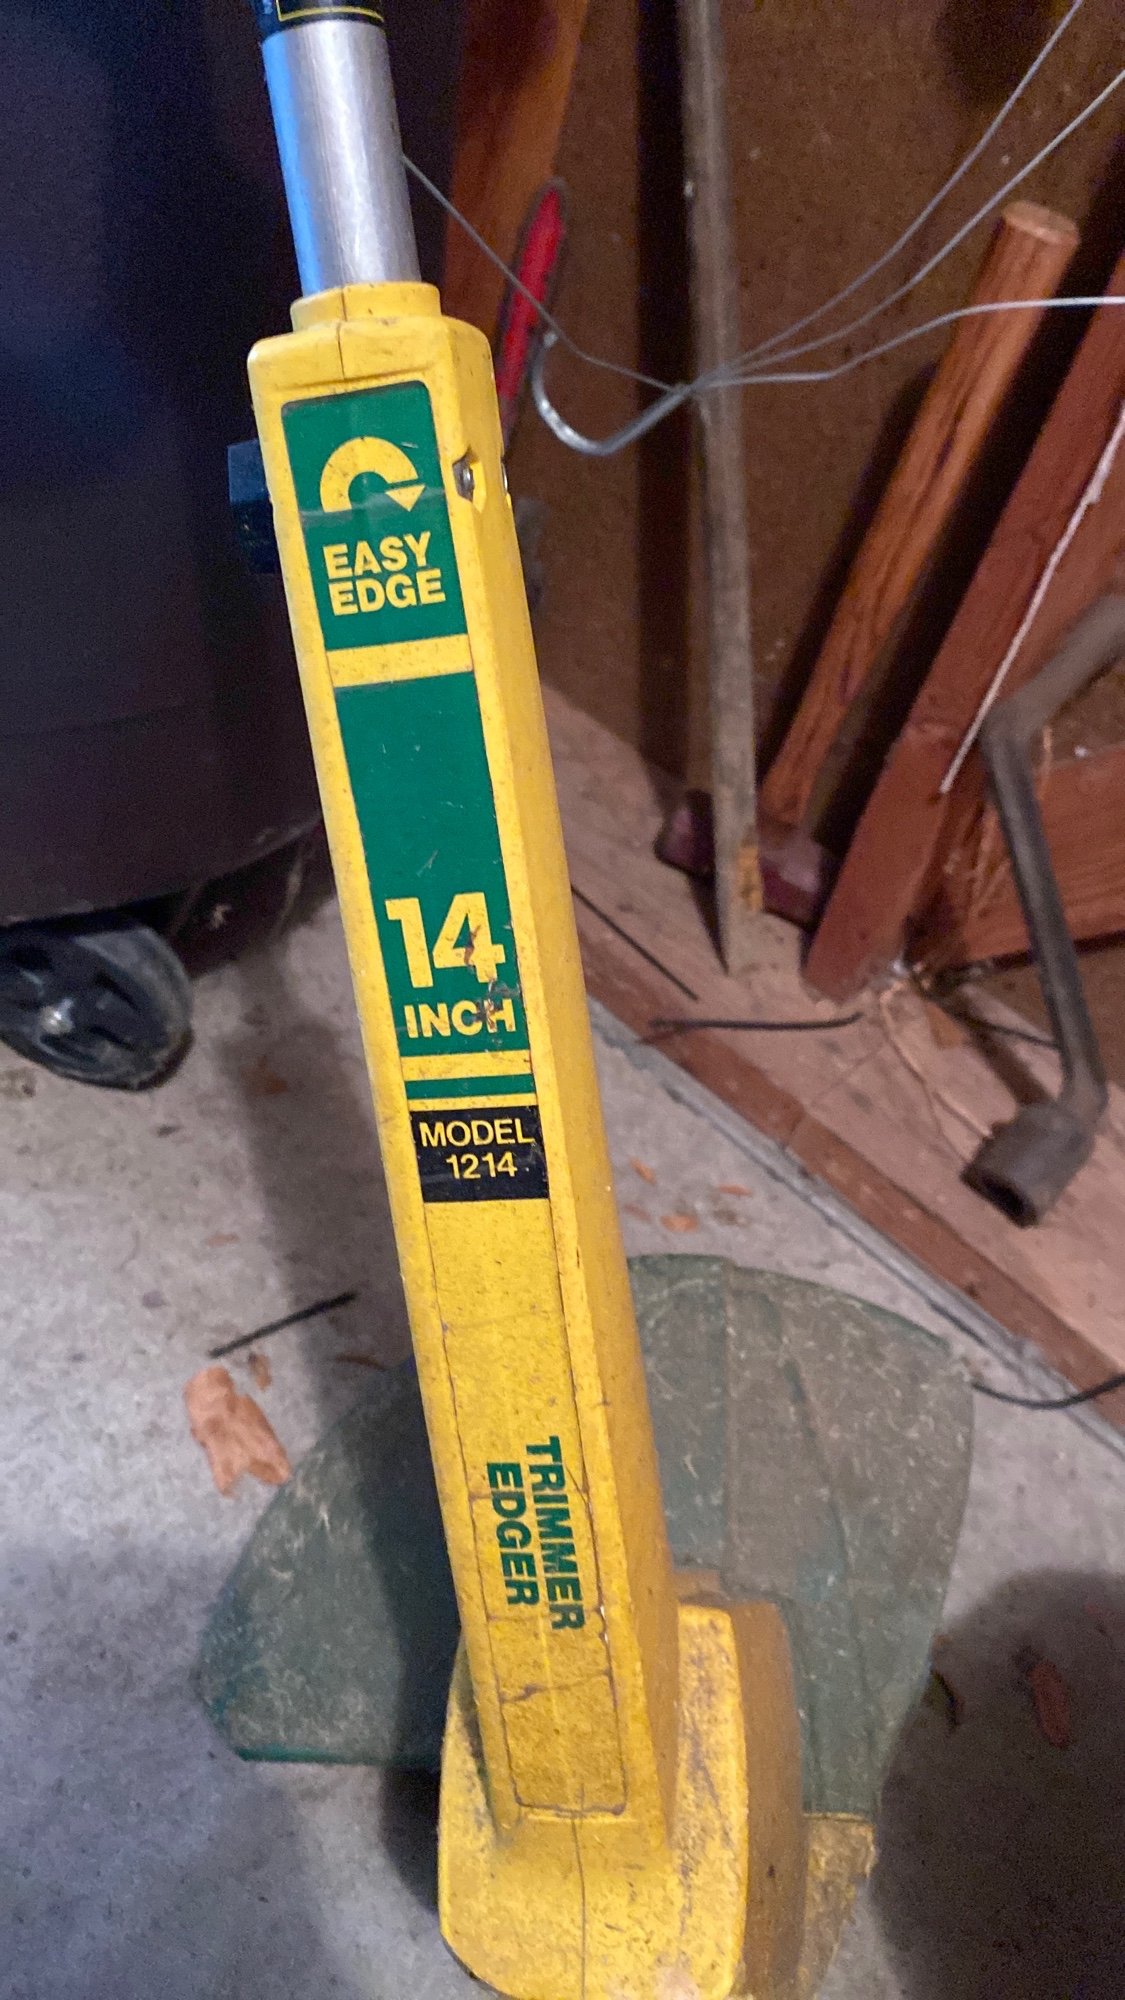 EASY
EDGE
14
INCH
MODEL
1214
TRIMMER
EDGER